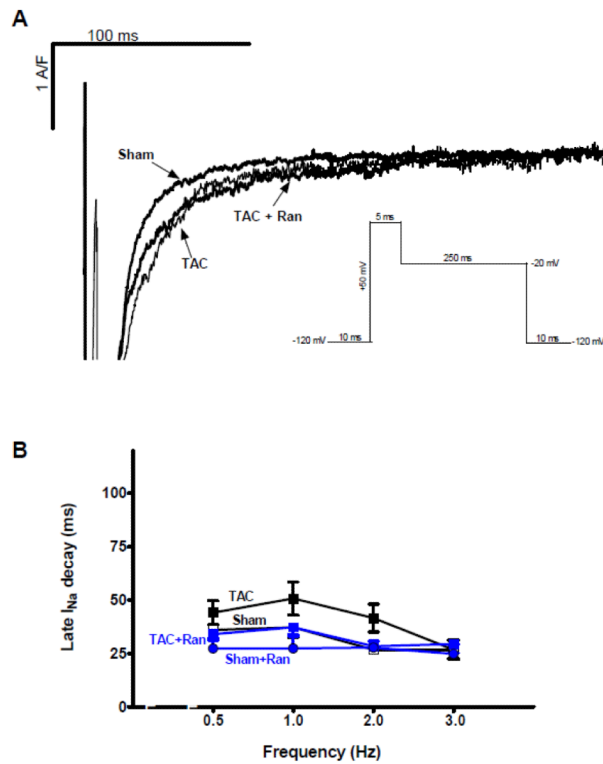 A
100 ms
1 A/F
Sham
TAC + Ran
TAC
5 ms
+50 mV
250 ms
-20 mV
-120 mV
10 ms
10 ms
-120 mV
B
Late I_Na decay (ms)
100
75
50
25
0
TAC
Sham
TAC+Ran
Sham+Ran
0.5 1.0 2.0 3.0
Frequency (Hz)